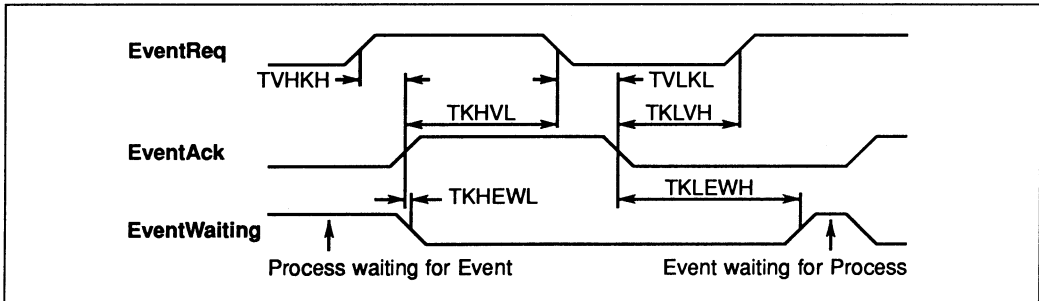 EventReq
TVHKH
TVLKL
TKHVL
TKLVH
EventAck
TKHEWL
TKLEWH
EventWaiting
Process waiting for Event
Event waiting for Process